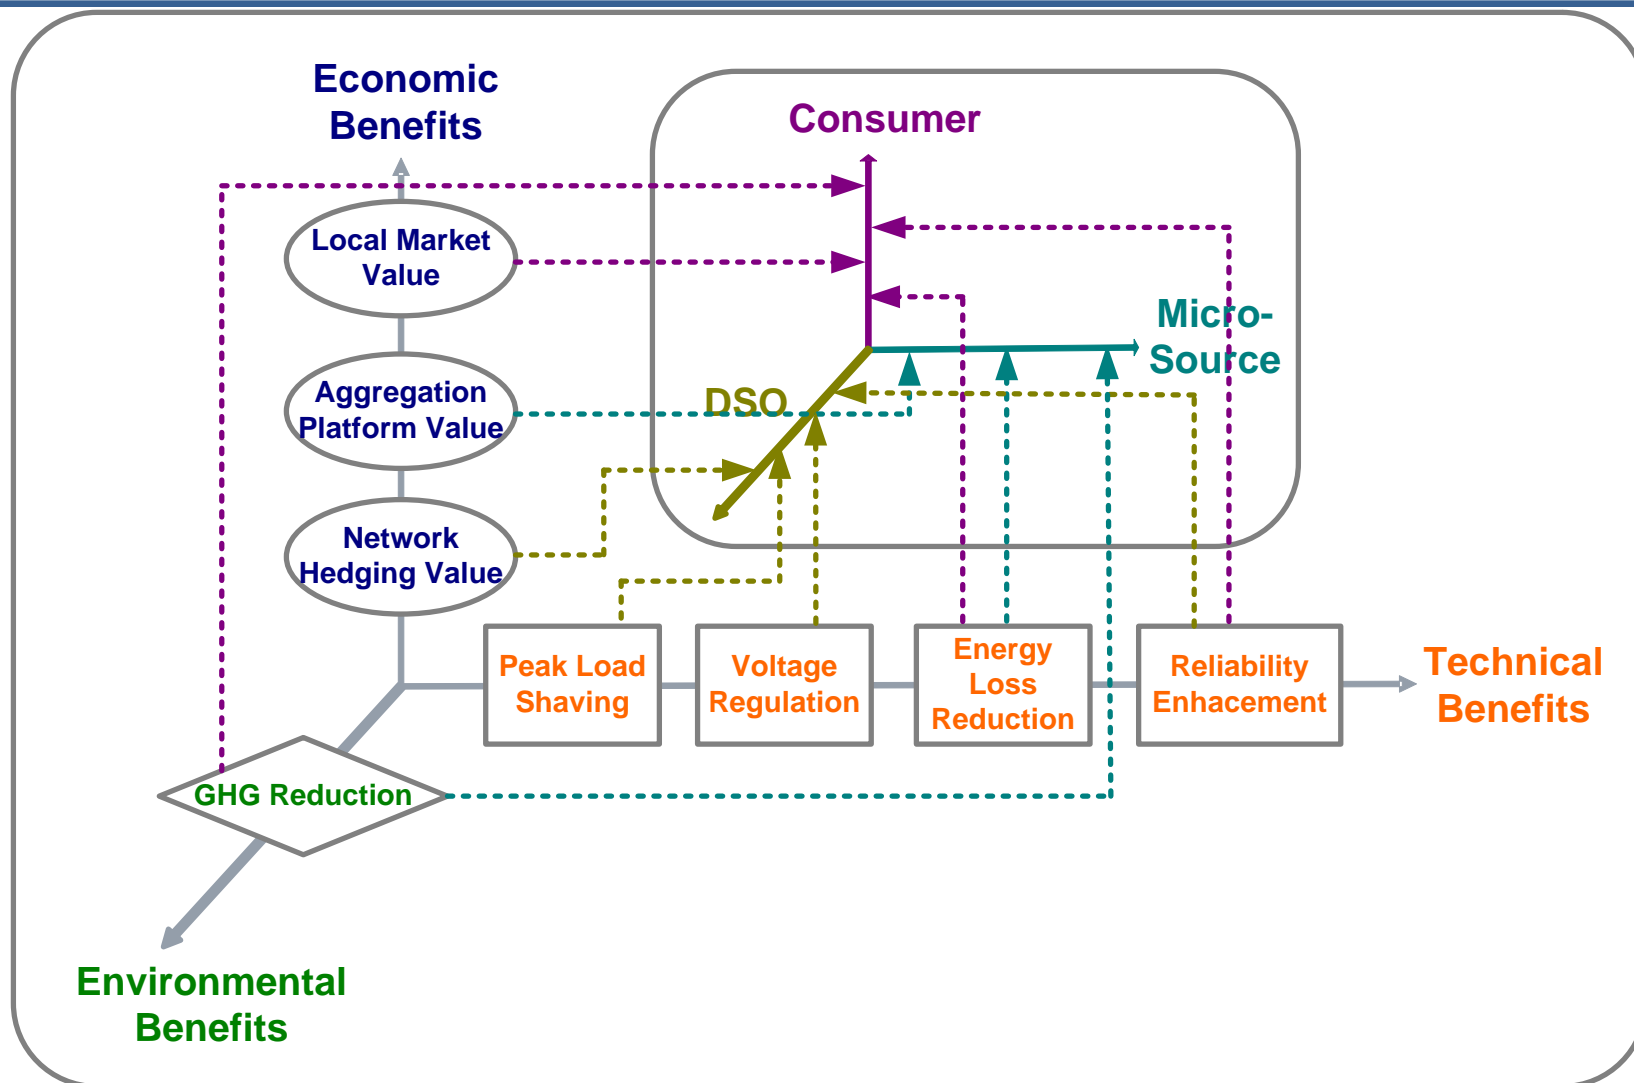 Economic
Benefits
Consumer
Local Market
Value
Micro-
Source
Aggregation
Platform Value
DSO
Network
Hedging Value
Peak Load
Shaving
Voltage
Regulation
Energy
Loss
Reduction
Reliability
Enhacement
Technical
Benefits
GHG Reduction
Environmental
Benefits